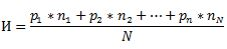 И = (p₁ * n₁ + p₂ * n₂ + ⋯ + pₙ * n_N) / N